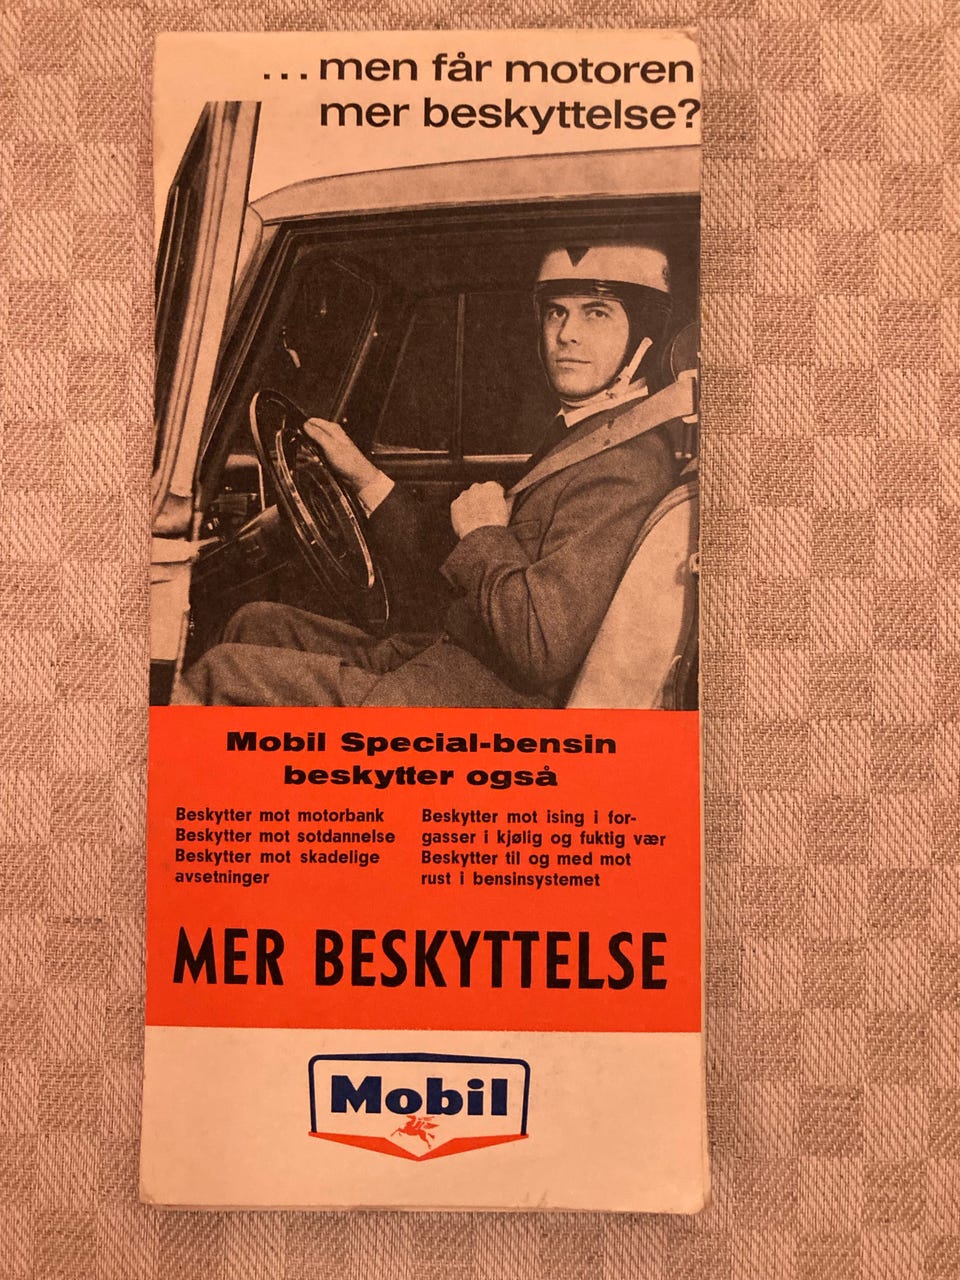 ...men får motoren
mer beskyttelse?
Mobil Special-bensin
beskytter også
Beskytter mot motorbank
Beskytter mot sotdannelse
Beskytter mot skadelige
avsetninger
Beskytter mot ising i for-
gasser i kjølig og fuktig vær
Beskytter til og med mot
rust i bensinsystemet
MER BESKYTTELSE
Mobil